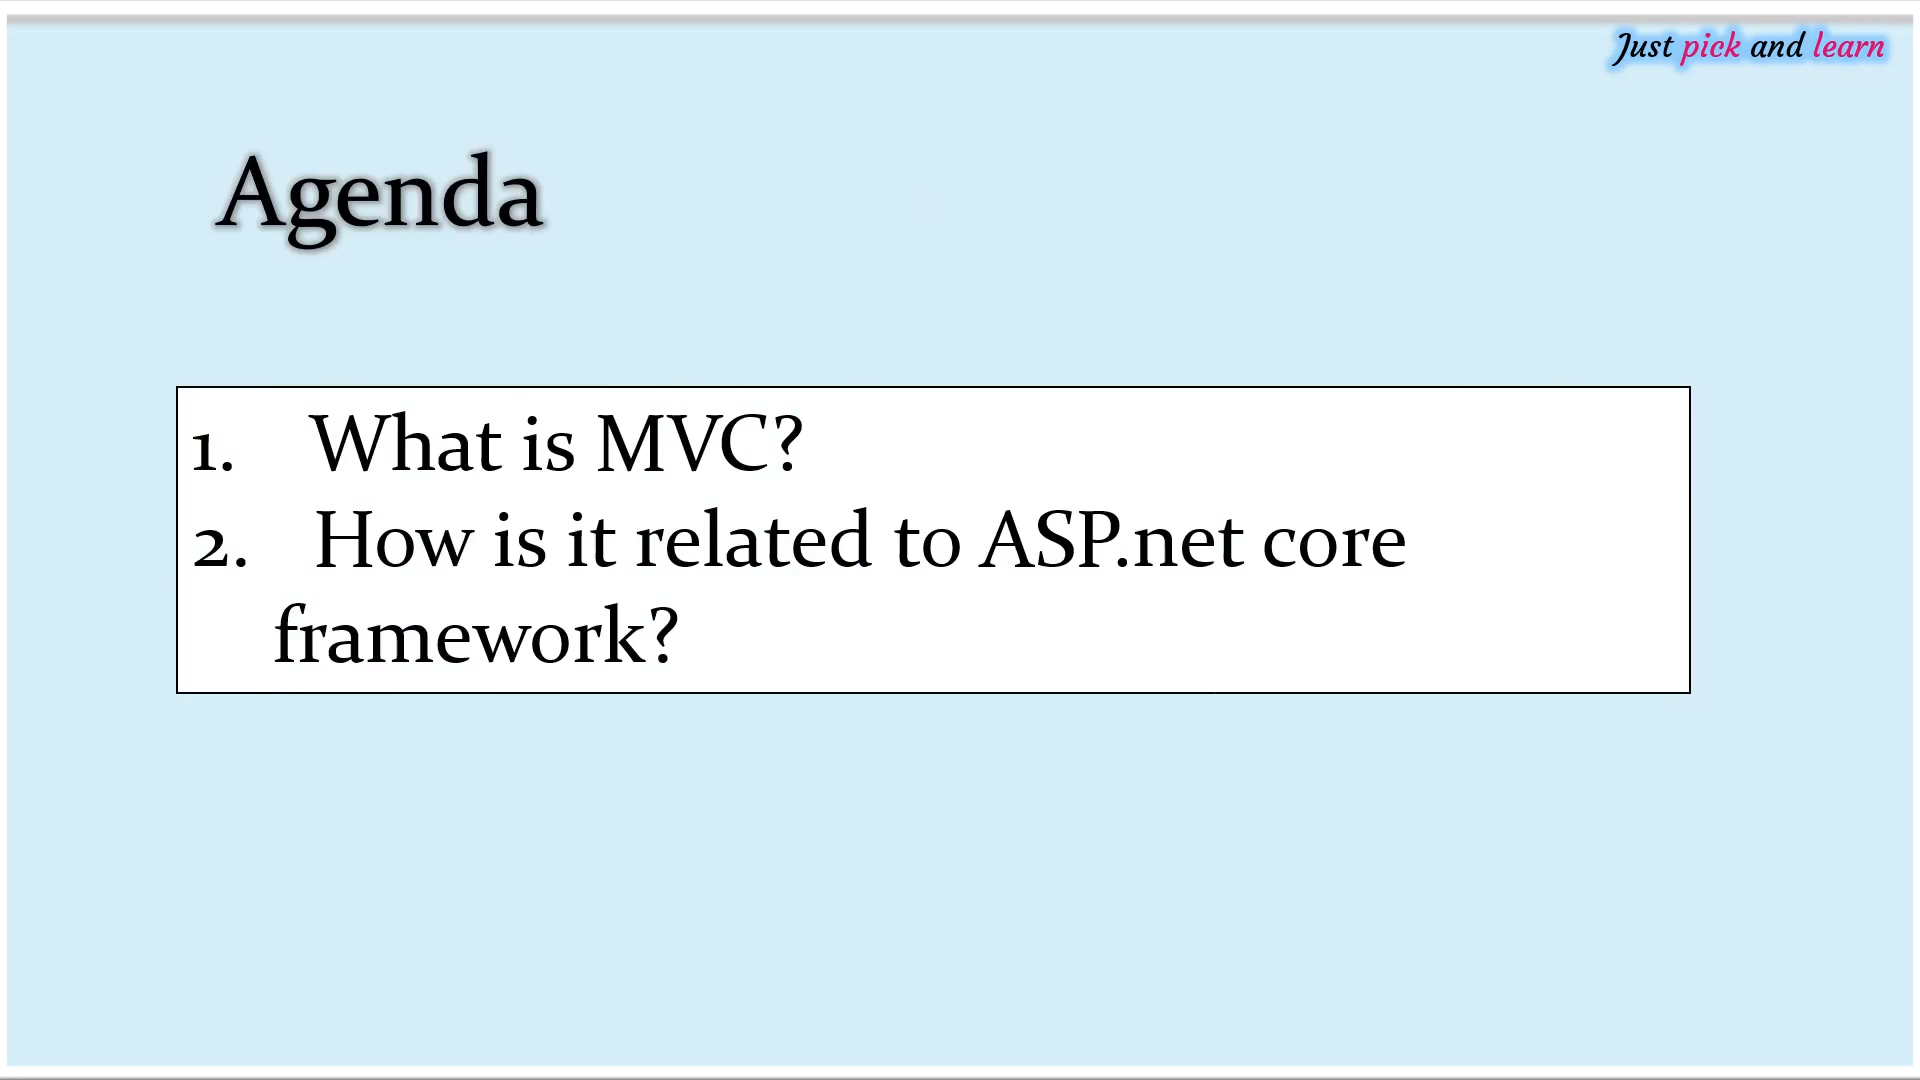 Just pick and learn
Agenda
1. What is MVC?
2. How is it related to ASP.net core
framework?